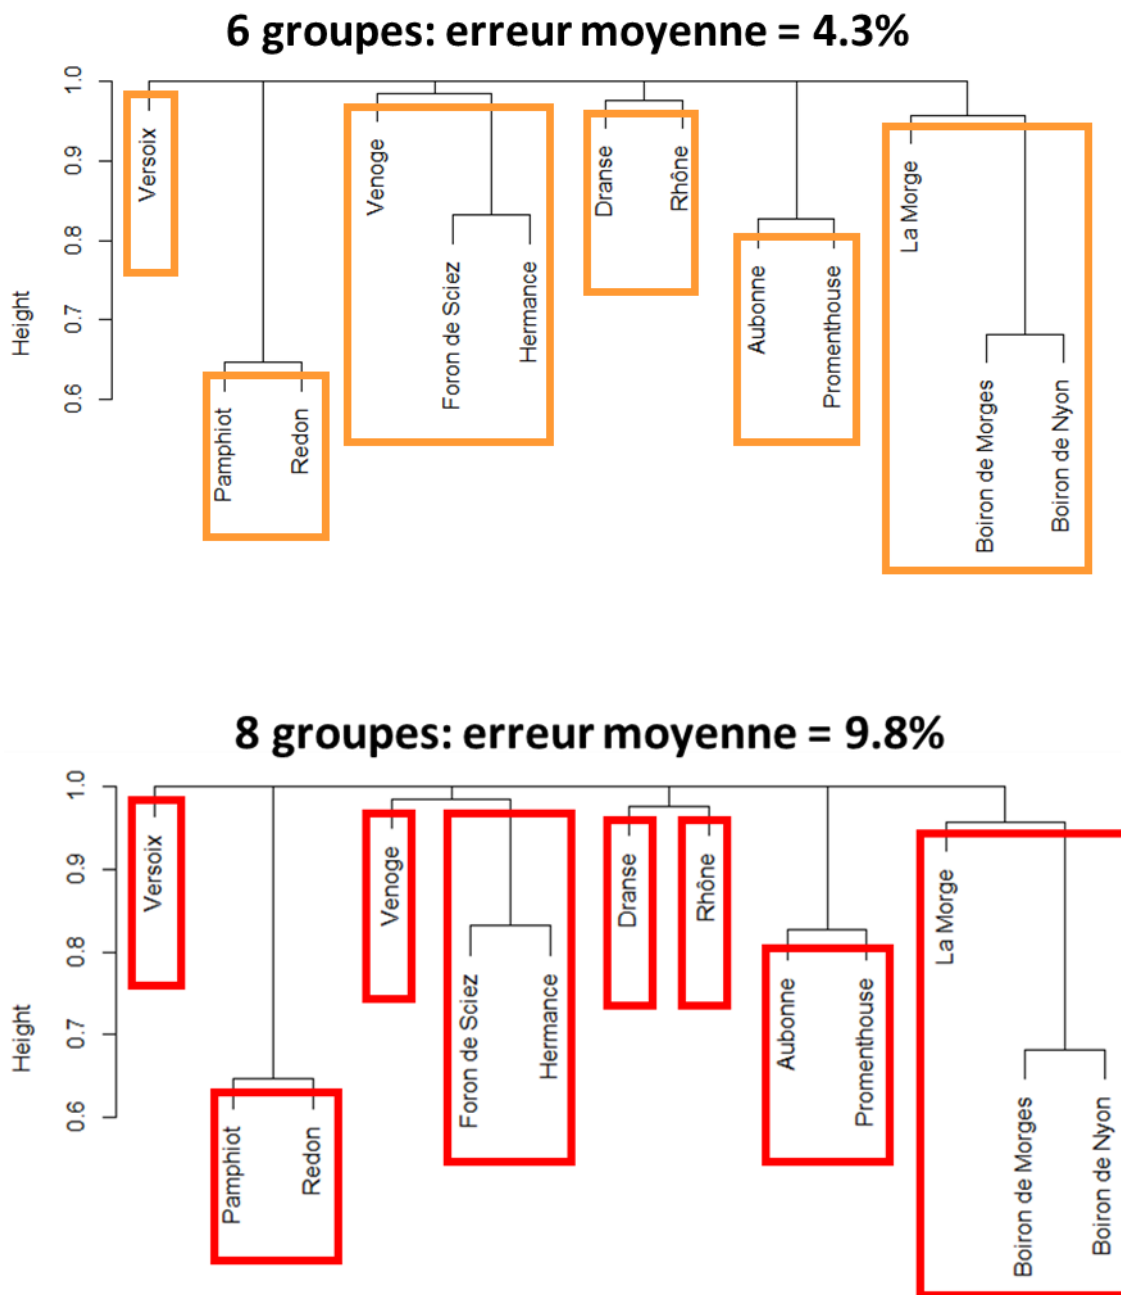 6 groupes: erreur moyenne = 4.3%
Height
1.0
0.9
0.8
0.7
0.6
Versoix
Pamphiot
Redon
Venoge
Foron de Sciez
Hermance
Dranse
Rhône
Aubonne
Promenthouse
La Morge
Boiron de Morges
Boiron de Nyon
8 groupes: erreur moyenne = 9.8%
Height
1.0
0.9
0.8
0.7
0.6
Versoix
Pamphiot
Redon
Venoge
Foron de Sciez
Hermance
Dranse
Rhône
Aubonne
Promenthouse
La Morge
Boiron de Morges
Boiron de Nyon